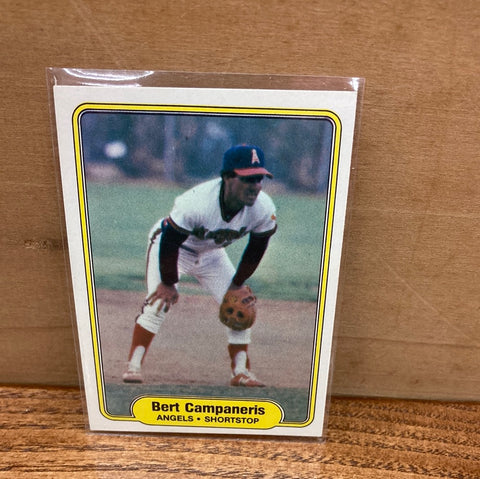 A
Bert Campaneris
ANGELS • SHORTSTOP